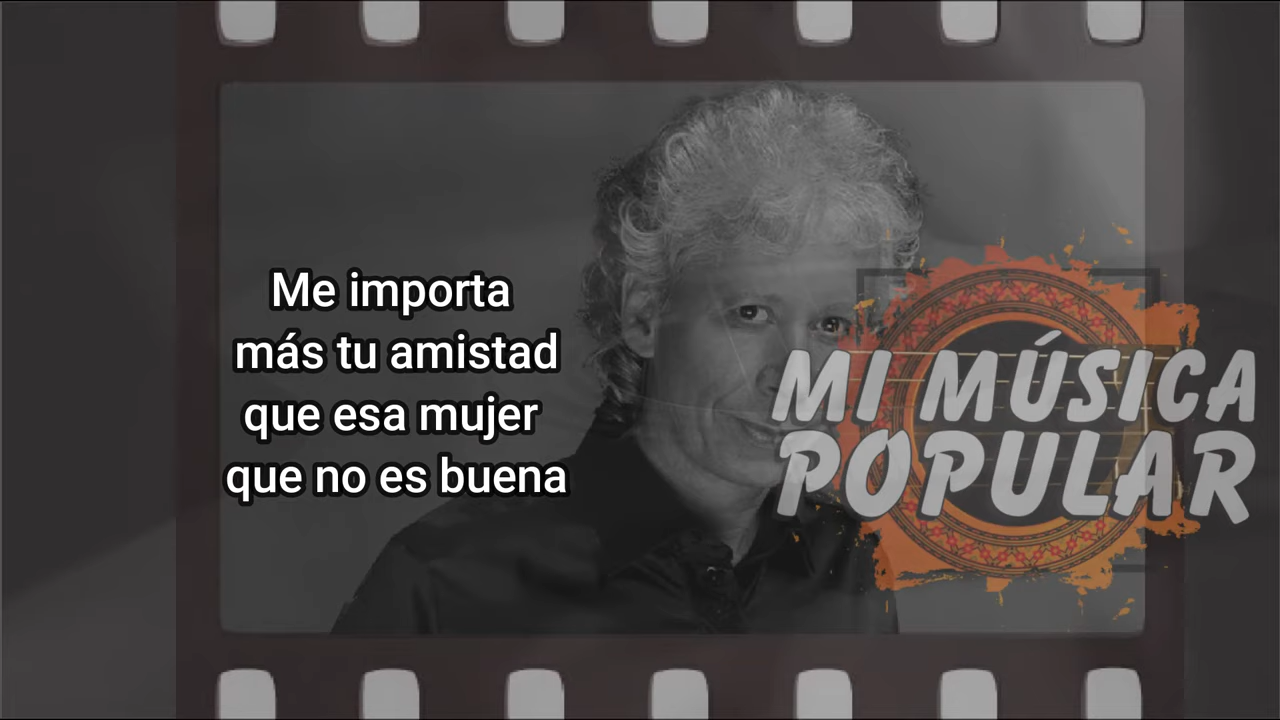 Me importa
más tu amistad
que esa mujer
que no es buena
MI MÚSICA
POPULAR